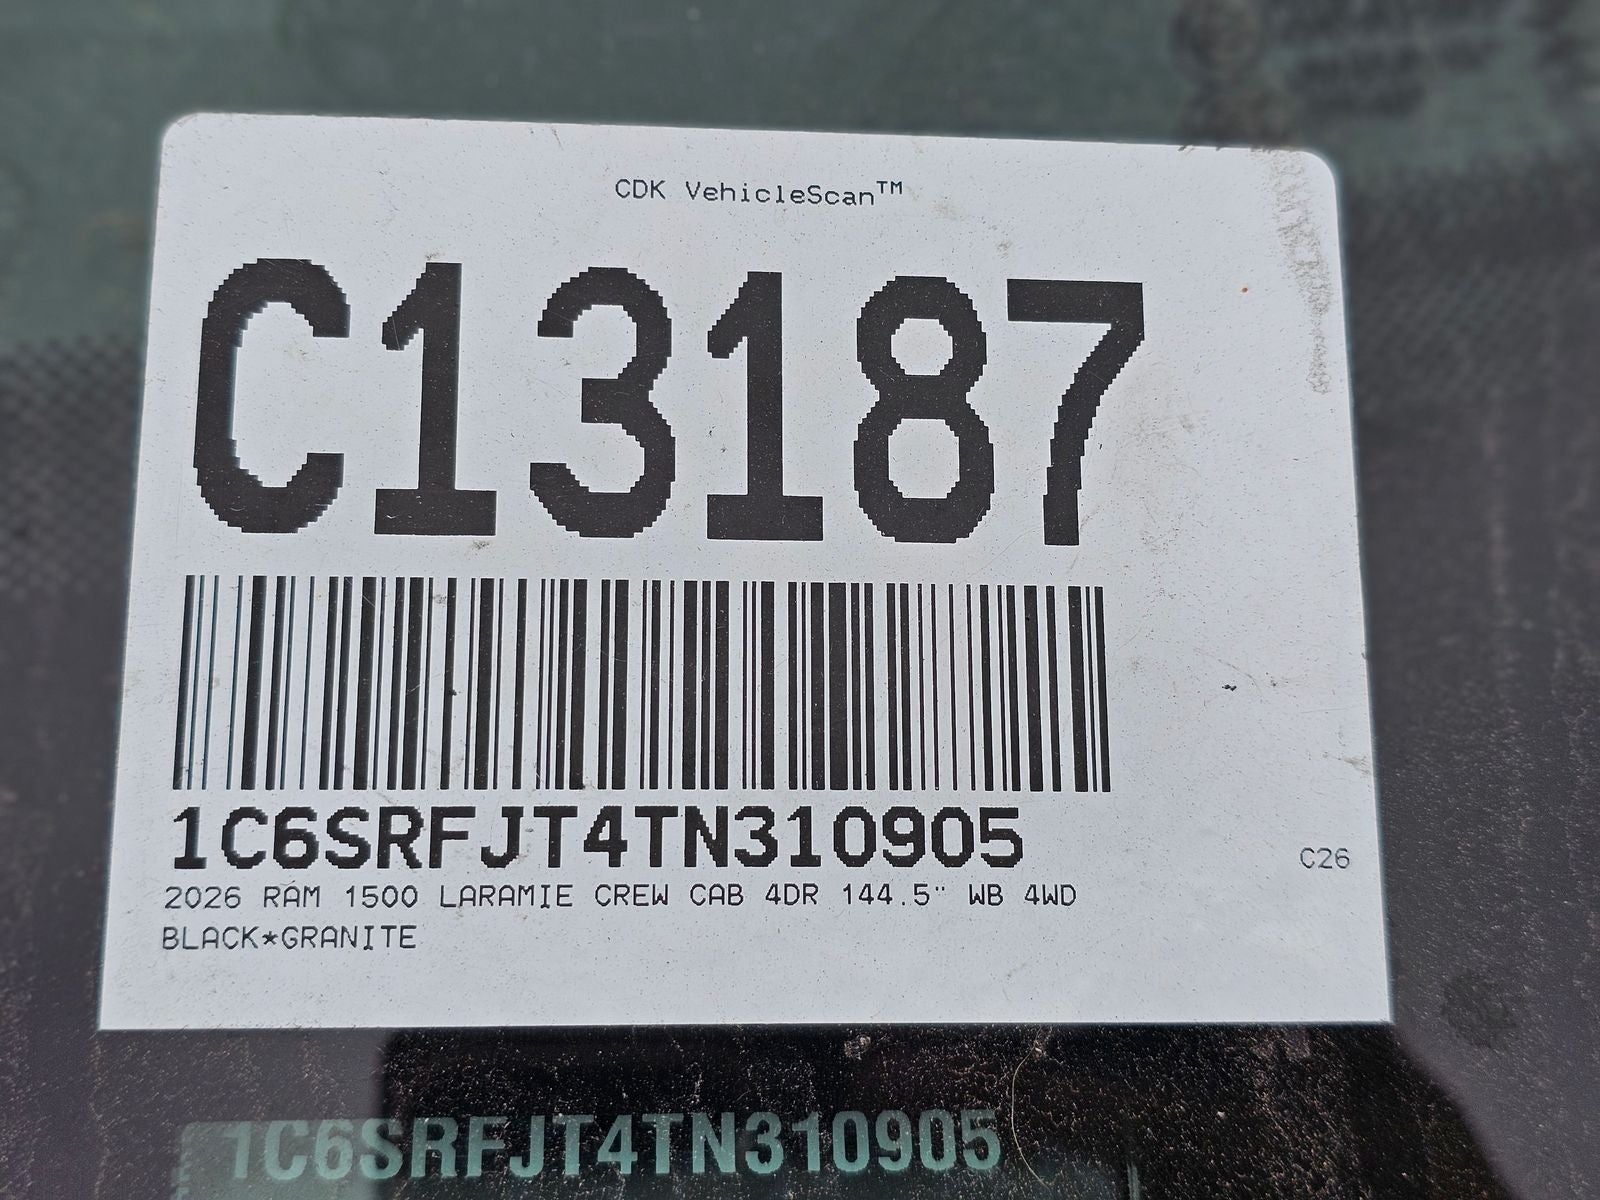 CDK VehicleScan™
C13187
1C6SRFJT4TN310905
C26
2026 RAM 1500 LARAMIE CREW CAB 4DR 144.5" WB 4WD
BLACK*GRANITE
1C6SRFJT4TN310905